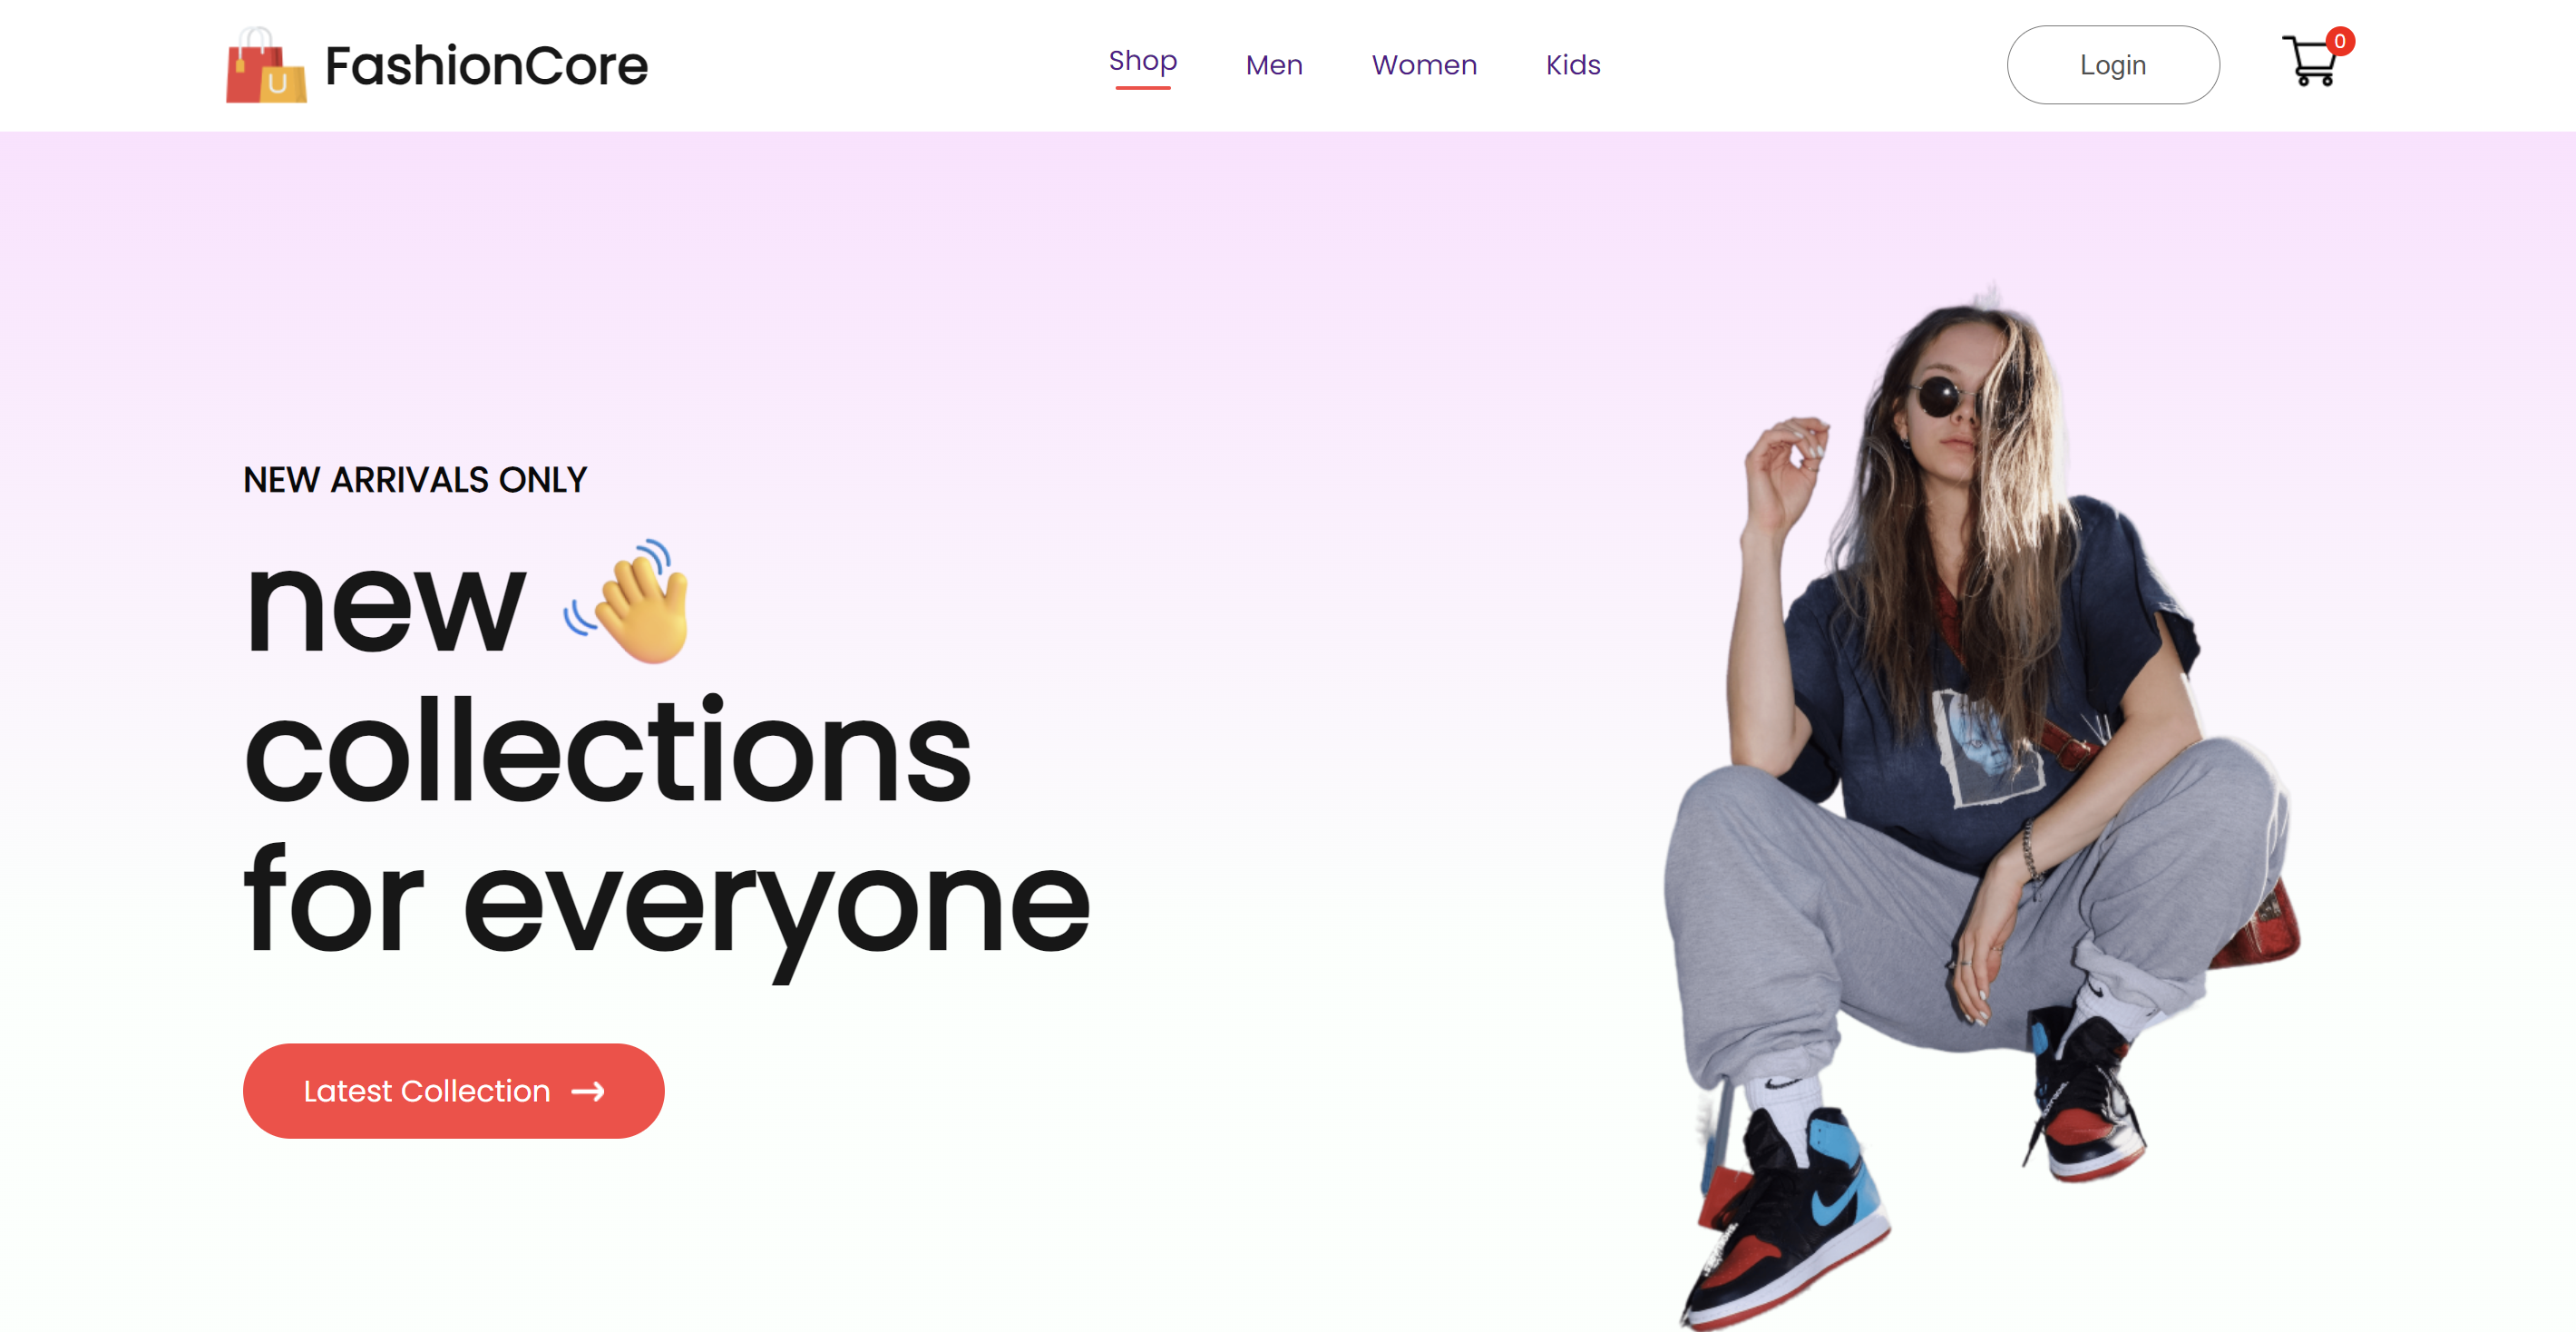 U
FashionCore
Shop
Men
Women
Kids
Login
0
NEW ARRIVALS ONLY
new 👋
collections
for everyone
Latest Collection →